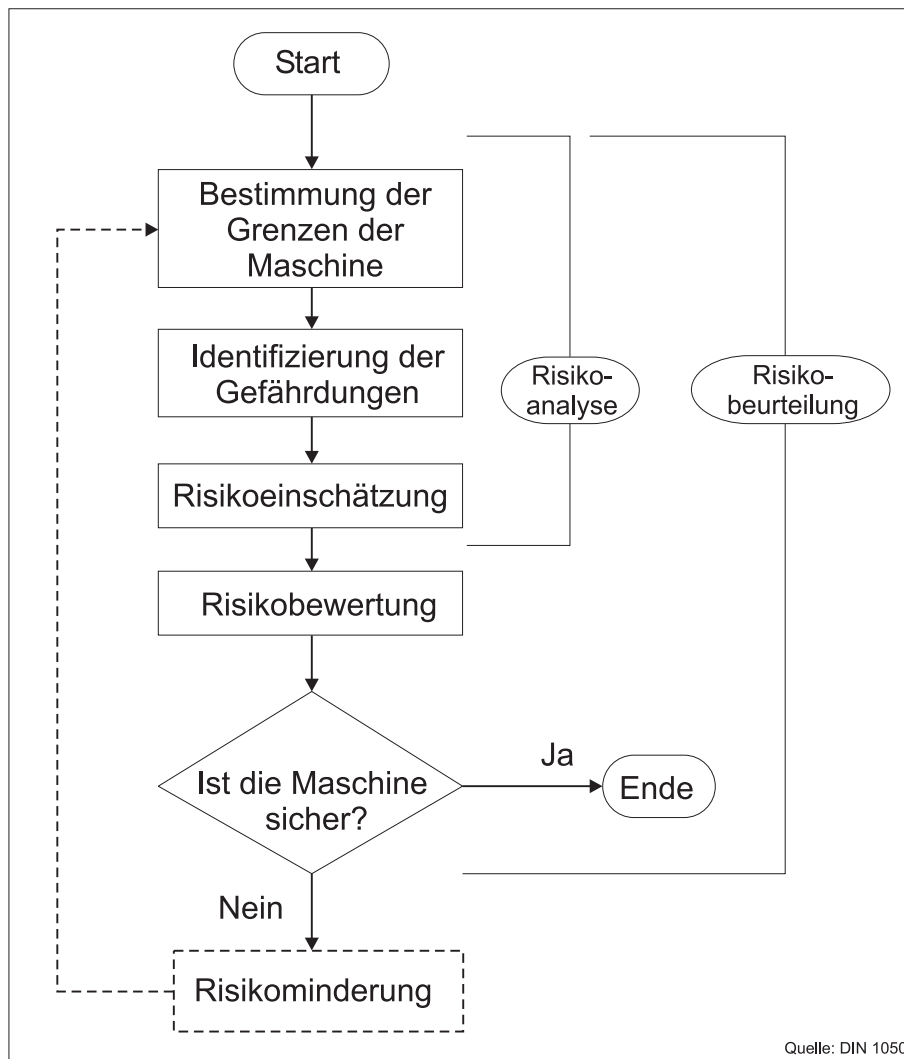 Start
Bestimmung der
Grenzen der
Maschine
Identifizierung der
Gefährdungen
Risiko-
analyse
Risiko-
beurteilung
Risikoeinschätzung
Risikobewertung
Ja
Ist die Maschine
sicher?
Ende
Nein
Risikominderung
Quelle: DIN 1050